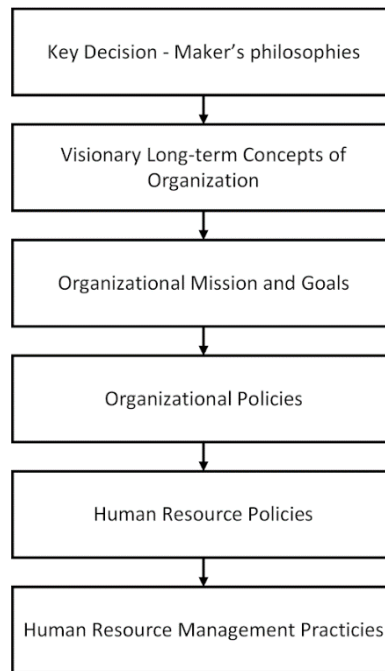 Key Decision - Maker’s philosophies
Visionary Long-term Concepts of
Organization
Organizational Mission and Goals
Organizational Policies
Human Resource Policies
Human Resource Management Practicies